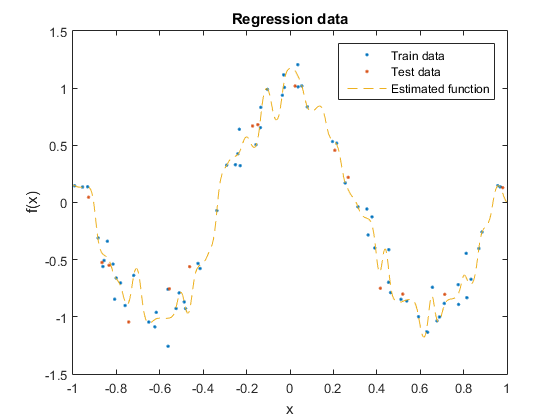 Regression data
1.5
1
0.5
0
-0.5
-1
-1.5
f(x)
Train data
Test data
Estimated function
-1 -0.8 -0.6 -0.4 -0.2 0 0.2 0.4 0.6 0.8 1
x